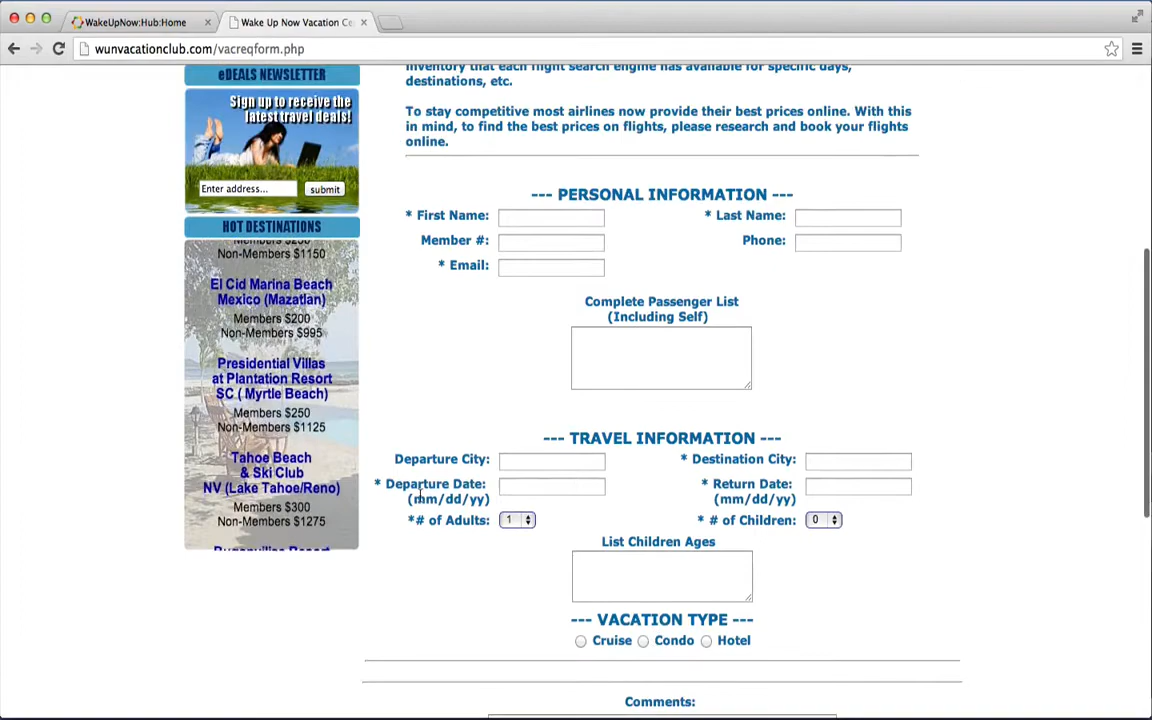 WakeUpNow:Hub:Home
Wake Up Now Vacation Ce
wunvacationclub.com/vacreqform.php
eDEALS NEWSLETTER
Sign up to receive the
latest travel deals!
Enter address...
submit
HOT DESTINATIONS
Members $250
Non-Members $1150
El Cid Marina Beach
Mexico (Mazatlan)
Members $200
Non-Members $995
Presidential Villas
at Plantation Resort
SC ( Myrtle Beach)
Members $250
Non-Members $1125
Tahoe Beach
& Ski Club
NV (Lake Tahoe/Reno)
Members $300
Non-Members $1275
inventory that each flight search engine has available for specific days,
destinations, etc.
To stay competitive most airlines now provide their best prices online. With this
in mind, to find the best prices on flights, please research and book your flights
online.
--- PERSONAL INFORMATION ---
* First Name:
* Last Name:
Member #:
Phone:
* Email:
Complete Passenger List
(Including Self)
--- TRAVEL INFORMATION ---
Departure City:
* Destination City:
* Departure Date:
(mm/dd/yy)
* Return Date:
(mm/dd/yy)
*# of Adults: 1
* # of Children: 0
List Children Ages
--- VACATION TYPE ---
Cruise Condo Hotel
Comments: